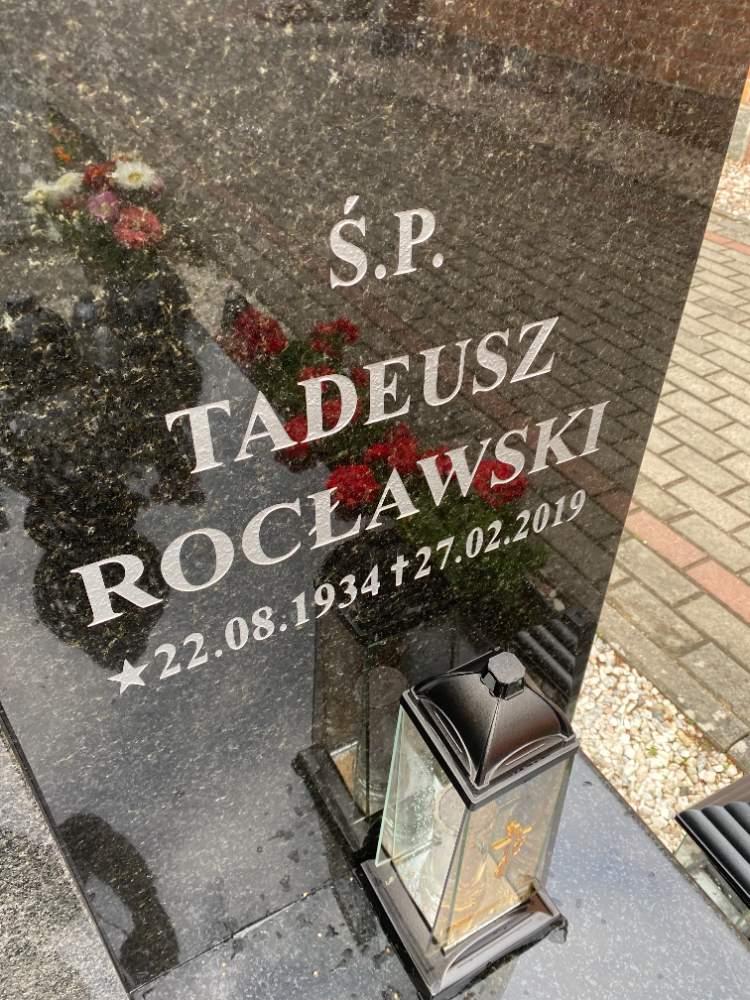 Ś.P.
TADEUSZ
ROCŁAWSKI
★22.08.1934 ✝27.02.2019